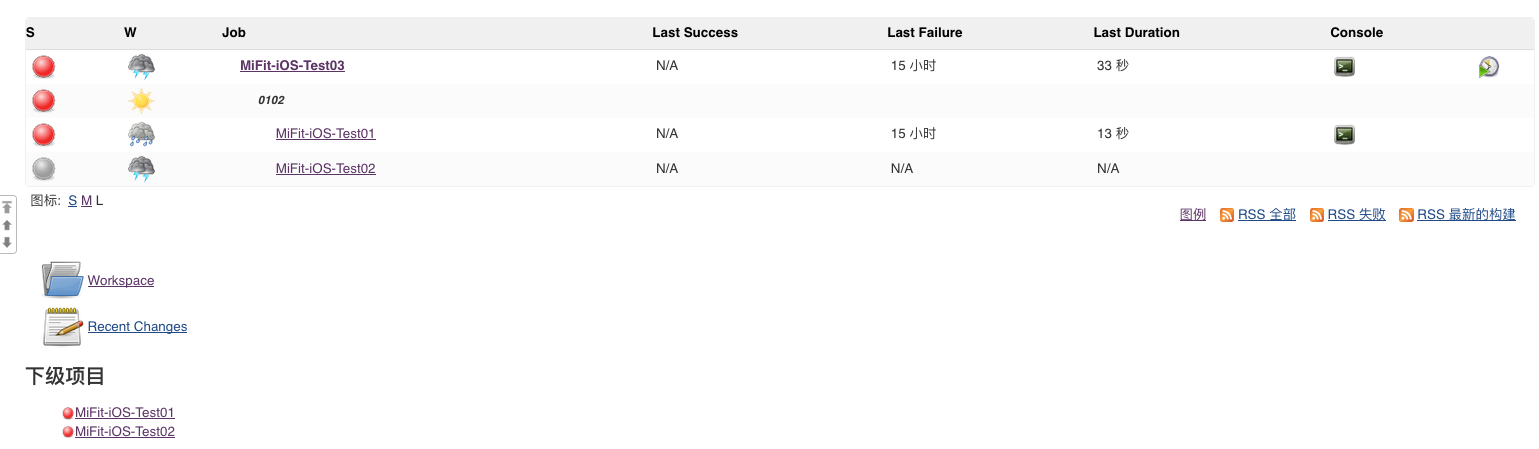 S W Job Last Success Last Failure Last Duration Console
MiFit-iOS-Test03 N/A 15 小时 33 秒
0102
MiFit-iOS-Test01 N/A 15 小时 13 秒
MiFit-iOS-Test02 N/A N/A N/A
图标: S M L
图例 RSS 全部 RSS 失败 RSS 最新的构建
Workspace
Recent Changes
下级项目
MiFit-iOS-Test01
MiFit-iOS-Test02